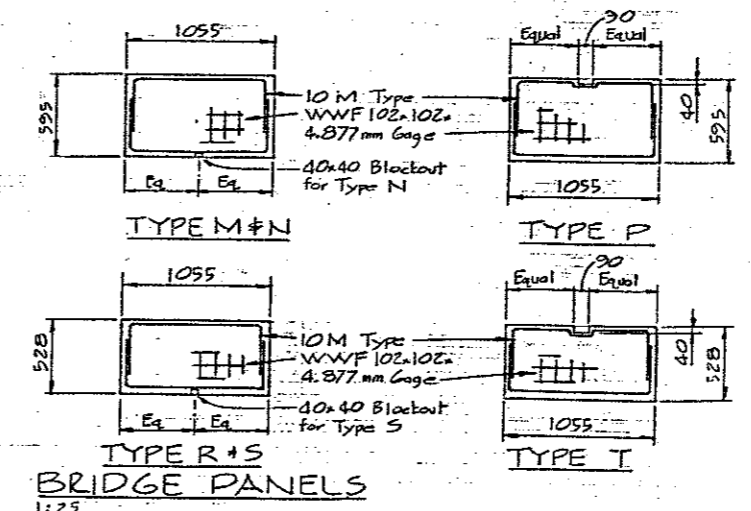 1055
90
Equal Equal
595
10 M Type
WWF 102x102x
4.877mm Gage
40x40 Blockout
for Type N
40
595
Eq. Eq.
1055
TYPE M & N
TYPE P
1055
90
Equal Equal
528
10 M Type
WWF 102x102x
4.877 mm Gage
40x40 Blockout
for Type S
40
528
Eq. Eq.
1055
TYPE R & S
TYPE T
BRIDGE PANELS
1:25